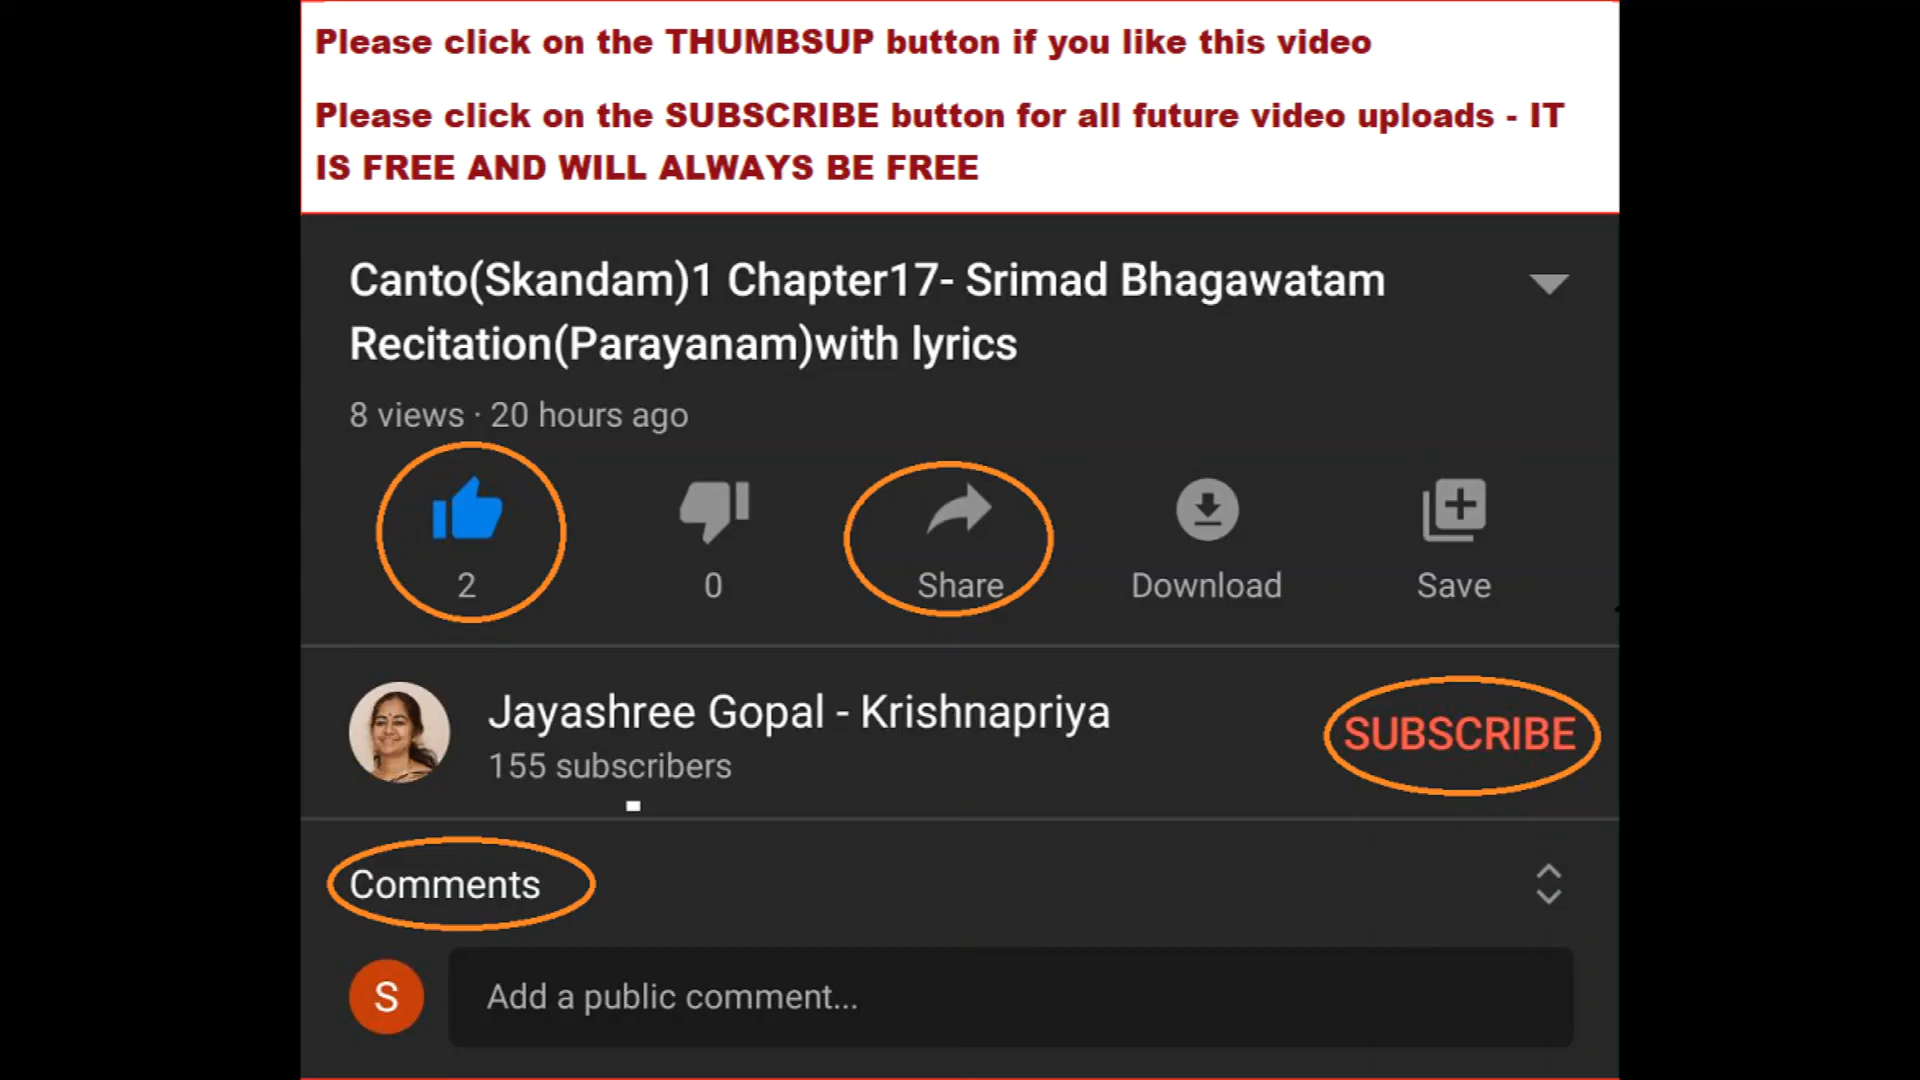 Please click on the THUMBSUP button if you like this video
Please click on the SUBSCRIBE button for all future video uploads - IT
IS FREE AND WILL ALWAYS BE FREE
Canto(Skandam)1 Chapter17- Srimad Bhagawatam
Recitation(Parayanam)with lyrics
8 views · 20 hours ago
2 0 Share Download Save
Jayashree Gopal - Krishnapriya
155 subscribers
SUBSCRIBE
Comments
S
Add a public comment...